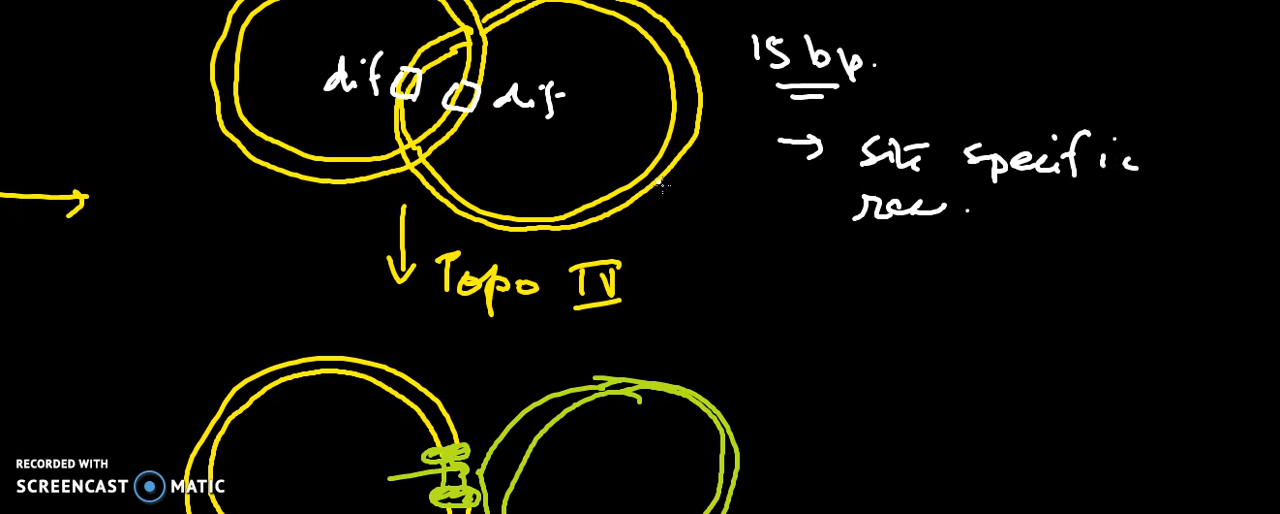 15 bp.
dif dif
→ site specific
rec.
Topo IV
RECORDED WITH
SCREENCAST MATIC